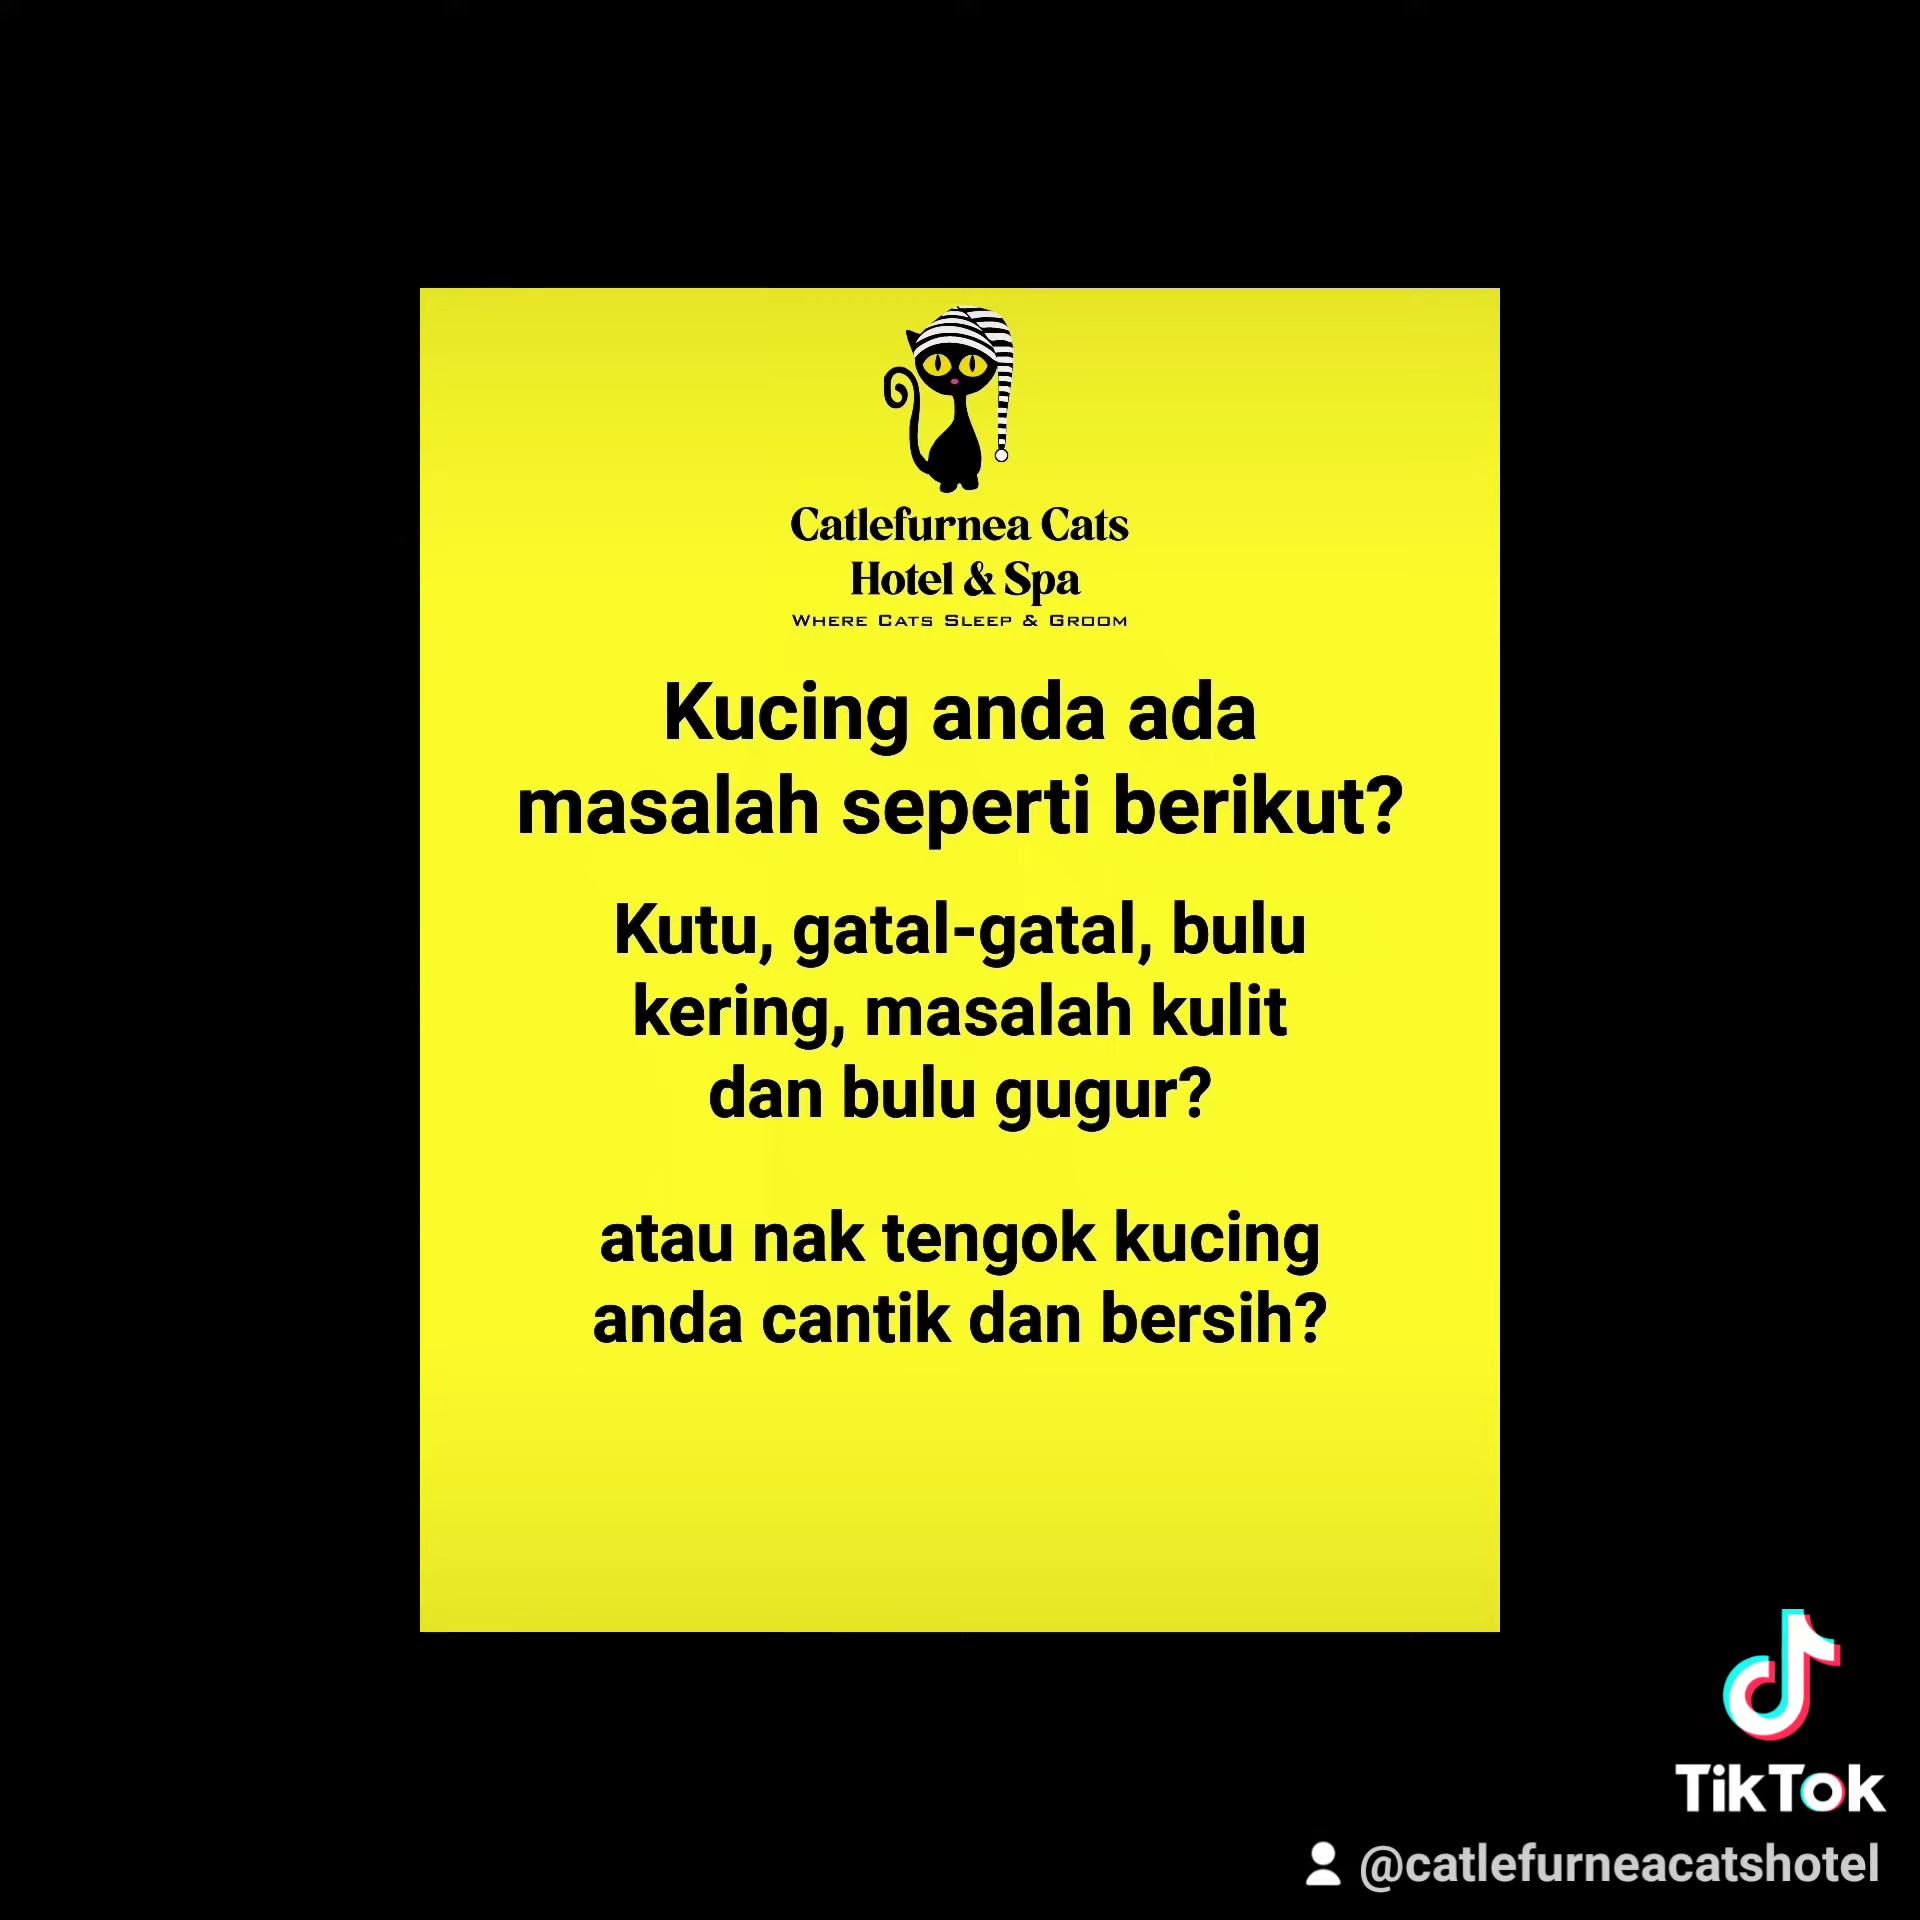 Catlefurnea Cats
Hotel & Spa
Where Cats Sleep & Groom
Kucing anda ada
masalah seperti berikut?
Kutu, gatal-gatal, bulu
kering, masalah kulit
dan bulu gugur?
atau nak tengok kucing
anda cantik dan bersih?
TikTok
@catlefurneacatshotel